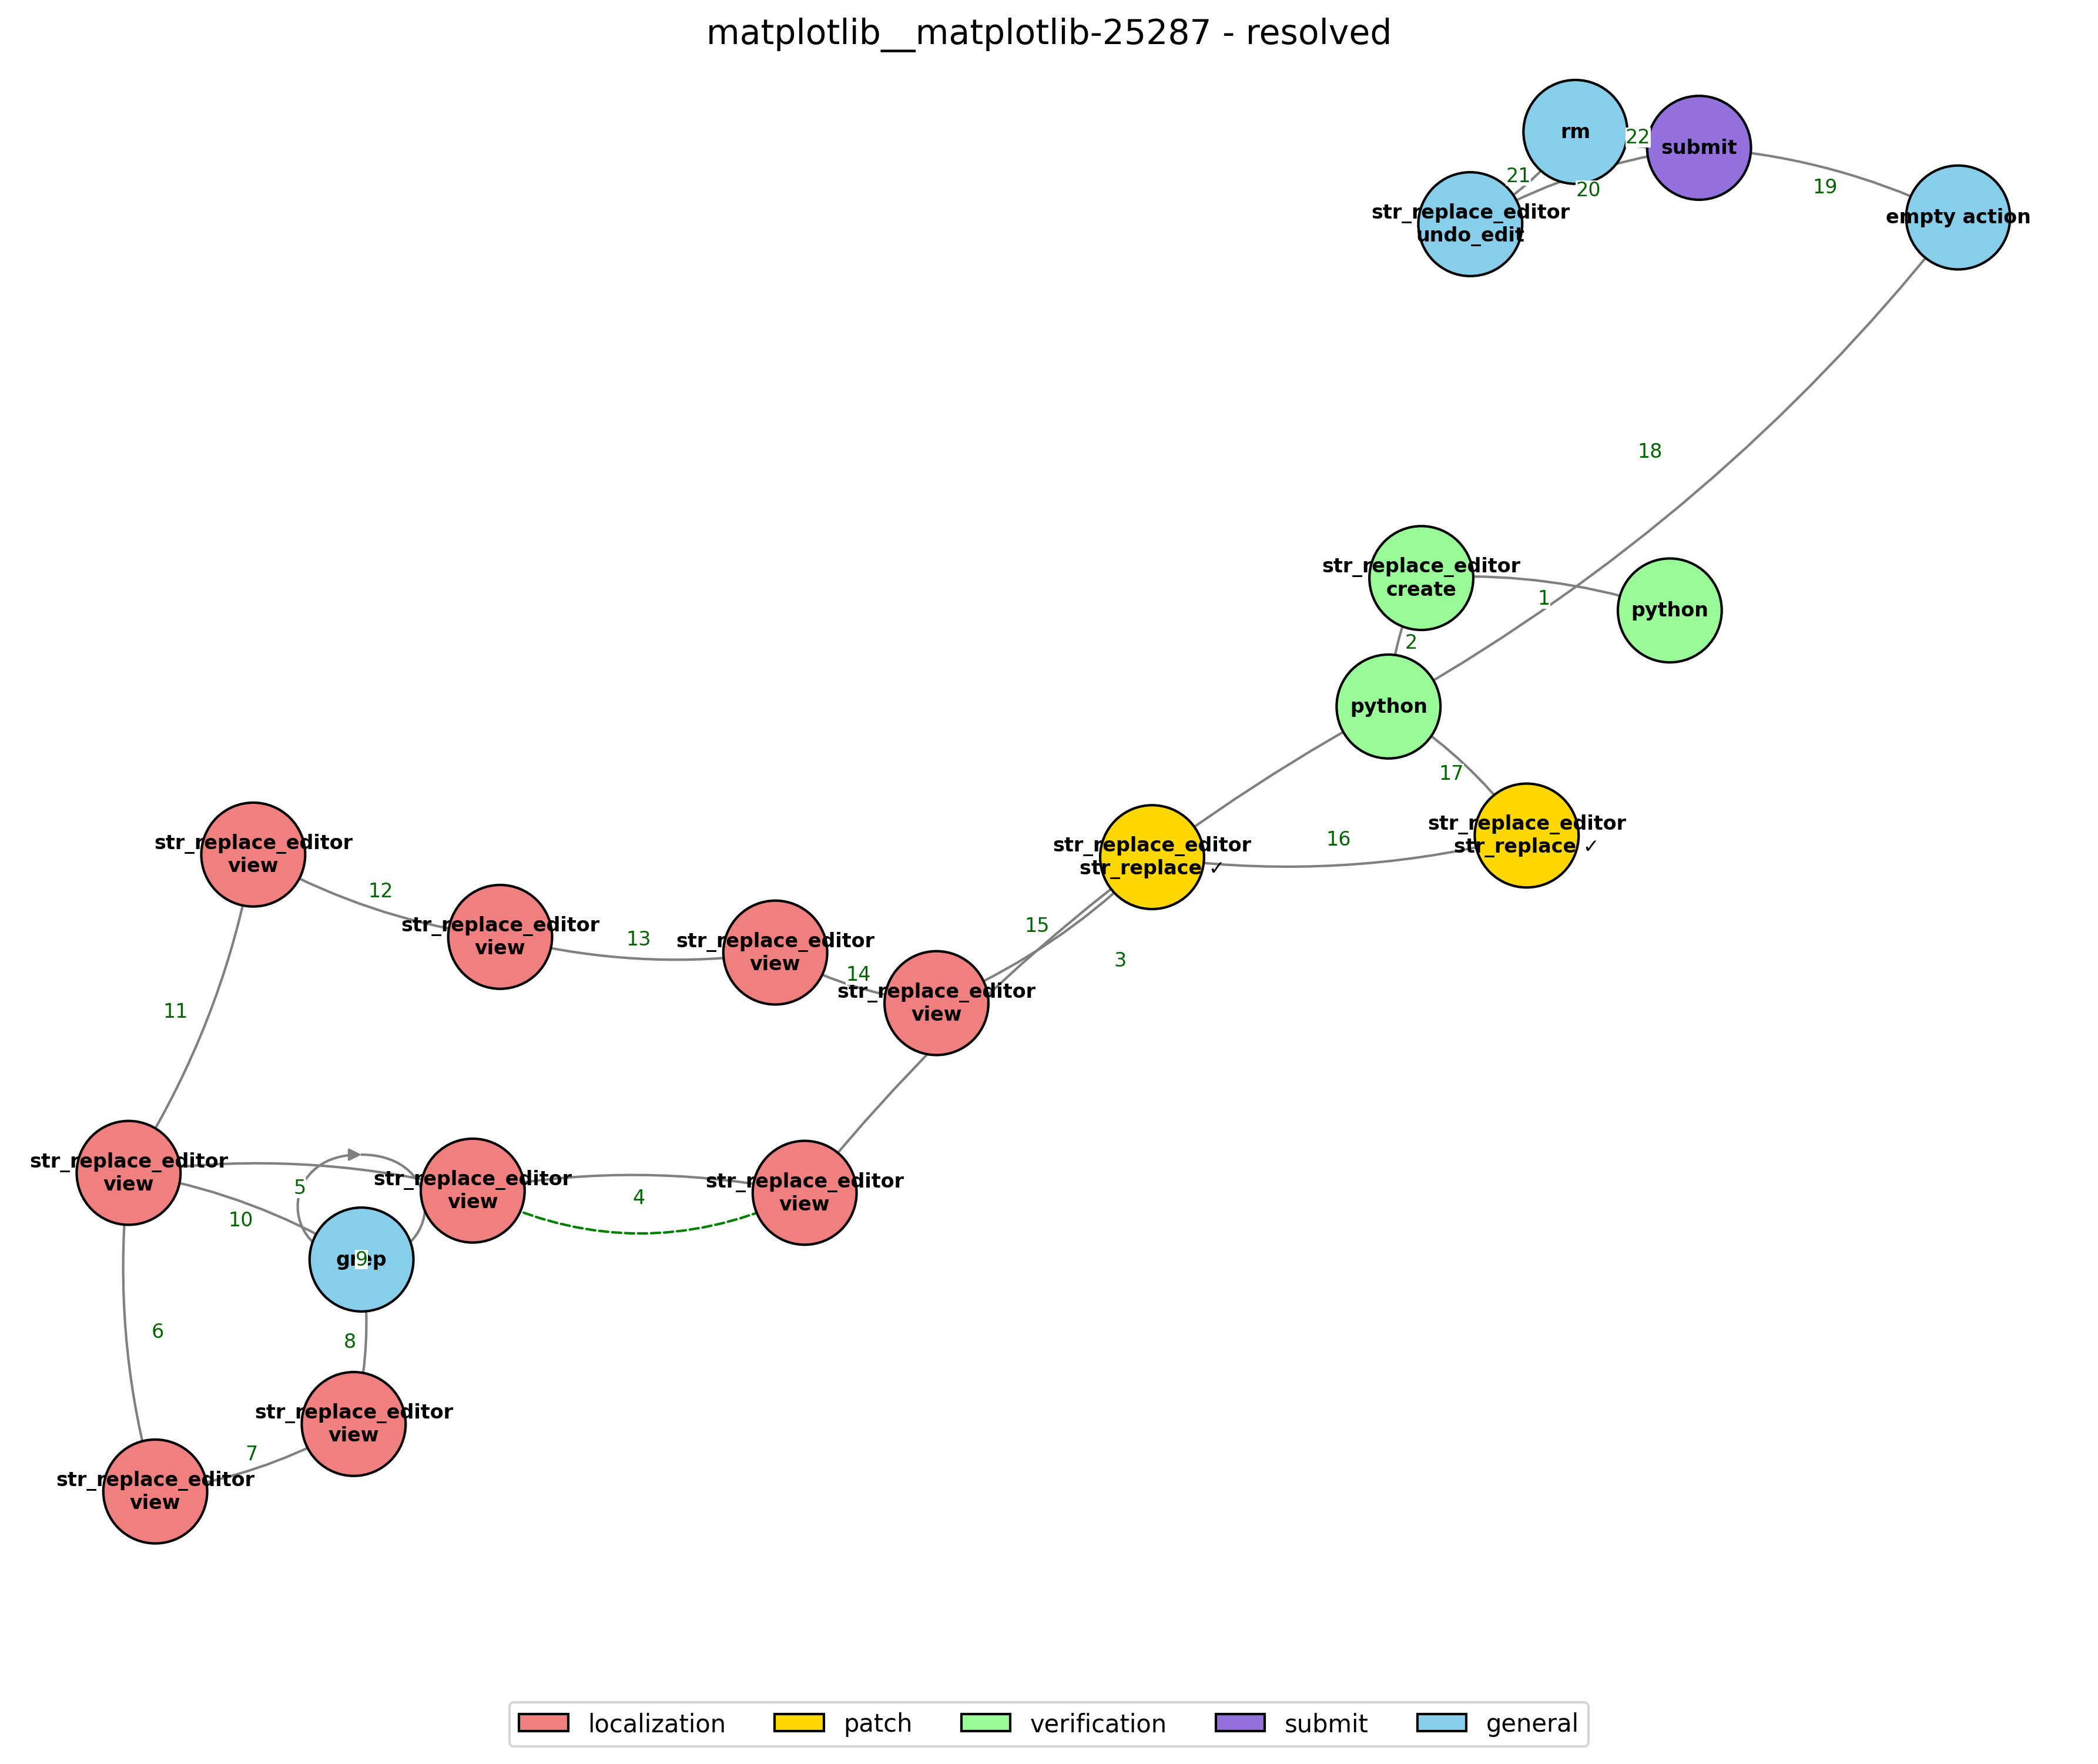 matplotlib__matplotlib-25287 - resolved
rm
22
submit
21
20
19
str_replace_editor
undo_edit
empty action
18
str_replace_editor
create
1
python
2
python
17
str_replace_editor
str_replace ✓
16
str_replace_editor
str_replace ✓
str_replace_editor
view
12
str_replace_editor
view
13
str_replace_editor
view
14
15
3
str_replace_editor
view
11
str_replace_editor
view
5
str_replace_editor
view
4
str_replace_editor
view
10
grep
9
6
8
str_replace_editor
view
7
str_replace_editor
view
localization
patch
verification
submit
general